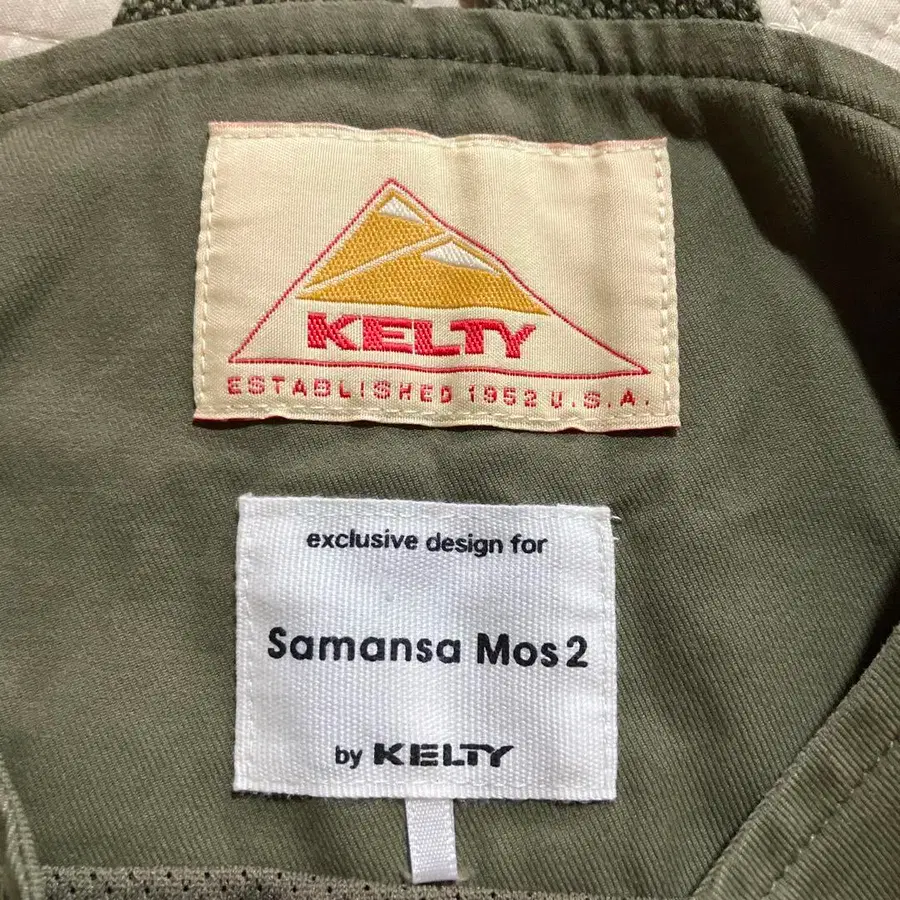 KELTY
ESTABLISHED 1952 U.S.A.
exclusive design for
Samansa Mos2
by KELTY